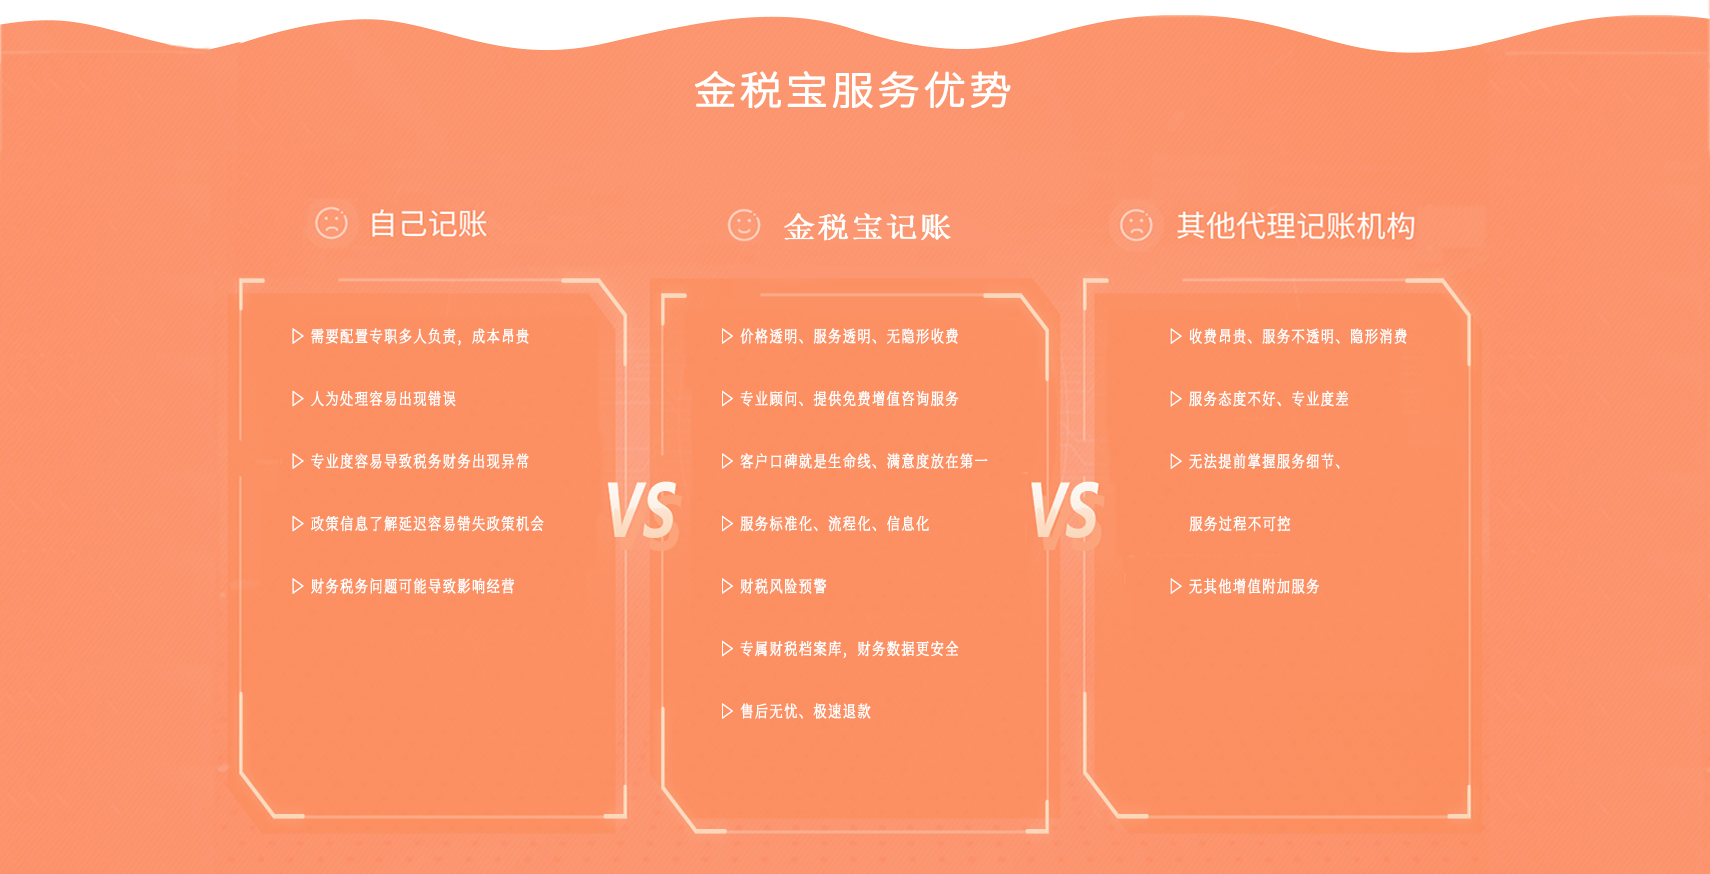 金税宝服务优势
自己记账
需要配置专职多人负责，成本昂贵
人为处理容易出现错误
专业度容易导致税务财务出现异常
政策信息了解延迟容易错失政策机会
财务税务问题可能导致影响经营
VS
金税宝记账
价格透明、服务透明、无隐形收费
专业顾问、提供免费增值咨询服务
客户口碑就是生命线、满意度放在第一
服务标准化、流程化、信息化
财税风险预警
专属财税档案库，财务数据更安全
售后无忧、极速退款
VS
其他代理记账机构
收费昂贵、服务不透明、隐形消费
服务态度不好、专业度差
无法提前掌握服务细节、
服务过程不可控
无其他增值附加服务